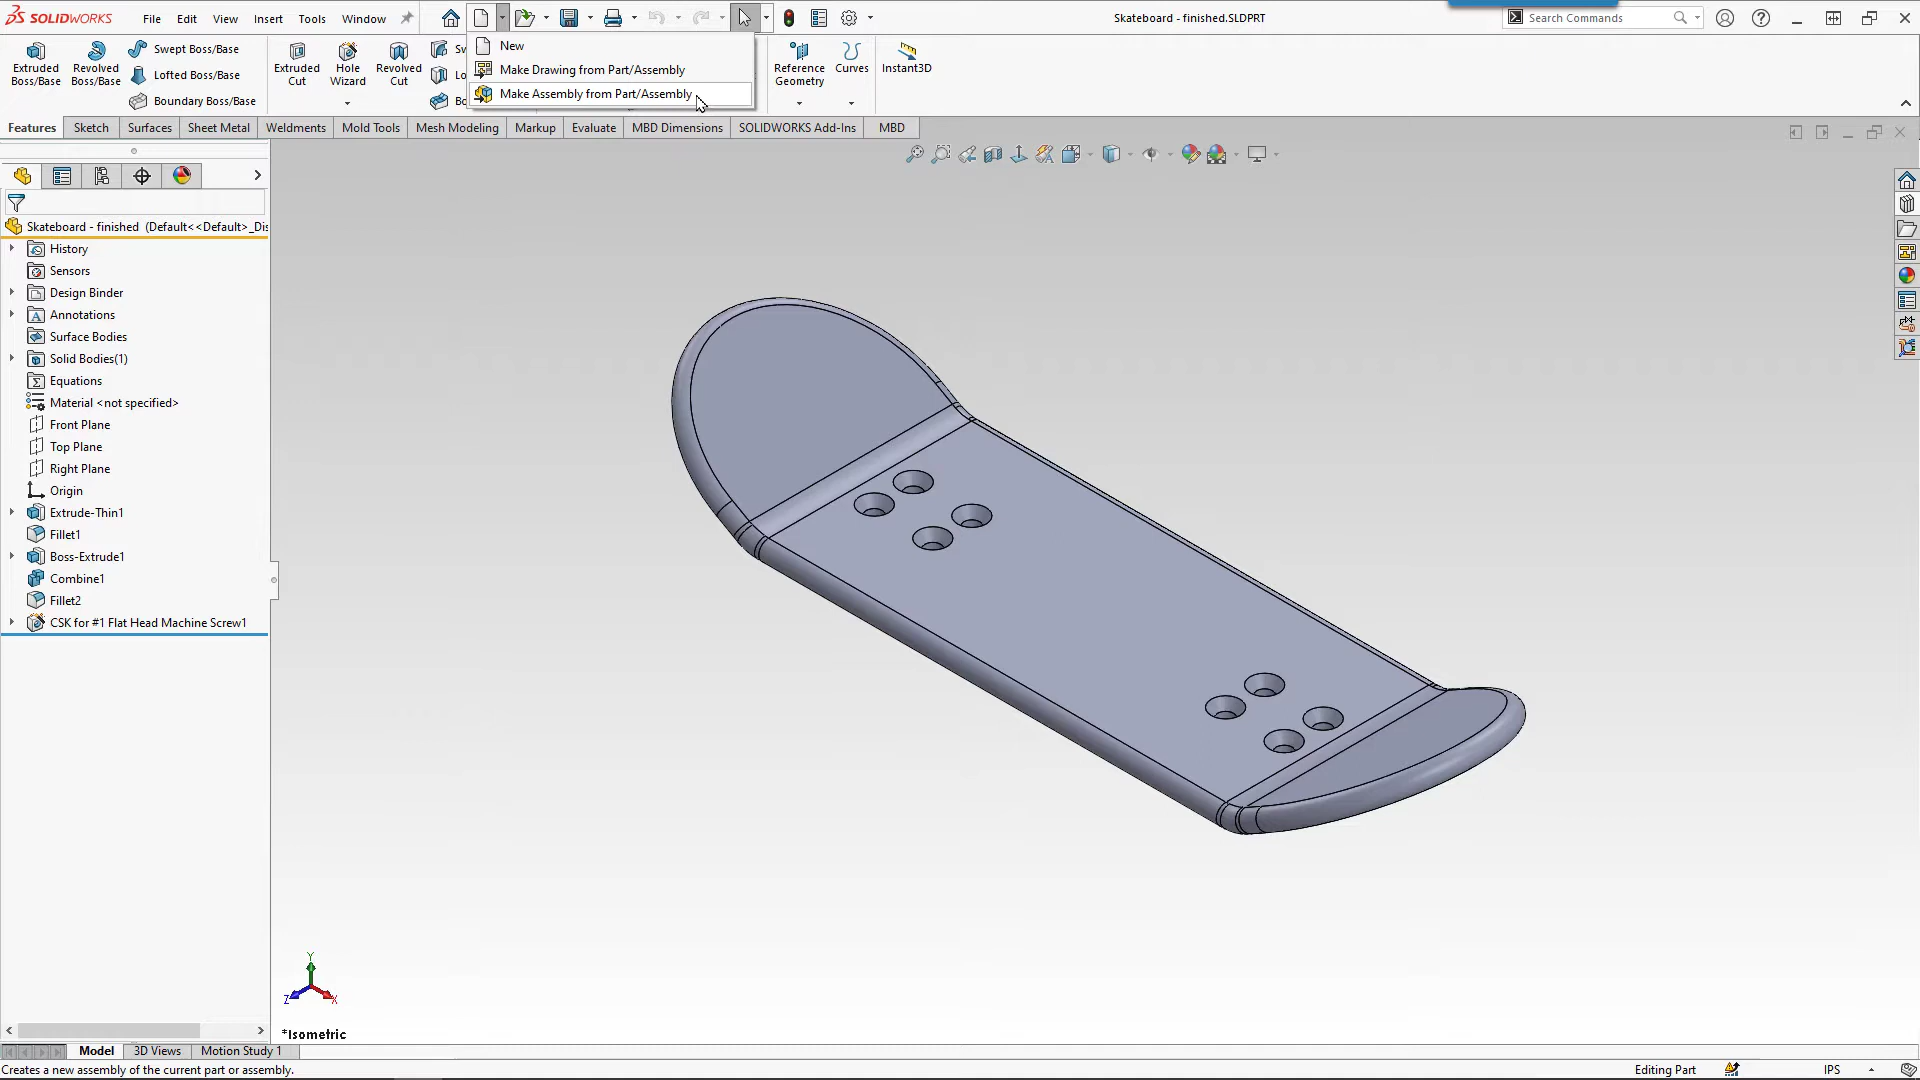 SOLIDWORKS
File
Edit
View
Insert
Tools
Window
Skateboard - finished.SLDPRT
Search Commands
Extruded
Boss/Base
Revolved
Boss/Base
Swept Boss/Base
Lofted Boss/Base
Boundary Boss/Base
Extruded
Cut
Hole
Wizard
Revolved
Cut
Sw
Lo
Bo
New
Make Drawing from Part/Assembly
Make Assembly from Part/Assembly
Reference
Geometry
Curves
Instant3D
Features
Sketch
Surfaces
Sheet Metal
Weldments
Mold Tools
Mesh Modeling
Markup
Evaluate
MBD Dimensions
SOLIDWORKS Add-Ins
MBD
Skateboard - finished (Default<<Default>_Dis
History
Sensors
Design Binder
Annotations
Surface Bodies
Solid Bodies(1)
Equations
Material <not specified>
Front Plane
Top Plane
Right Plane
Origin
Extrude-Thin1
Fillet1
Boss-Extrude1
Combine1
Fillet2
CSK for #1 Flat Head Machine Screw1
Y
Z
X
*Isometric
Model
3D Views
Motion Study 1
Creates a new assembly of the current part or assembly.
Editing Part
IPS